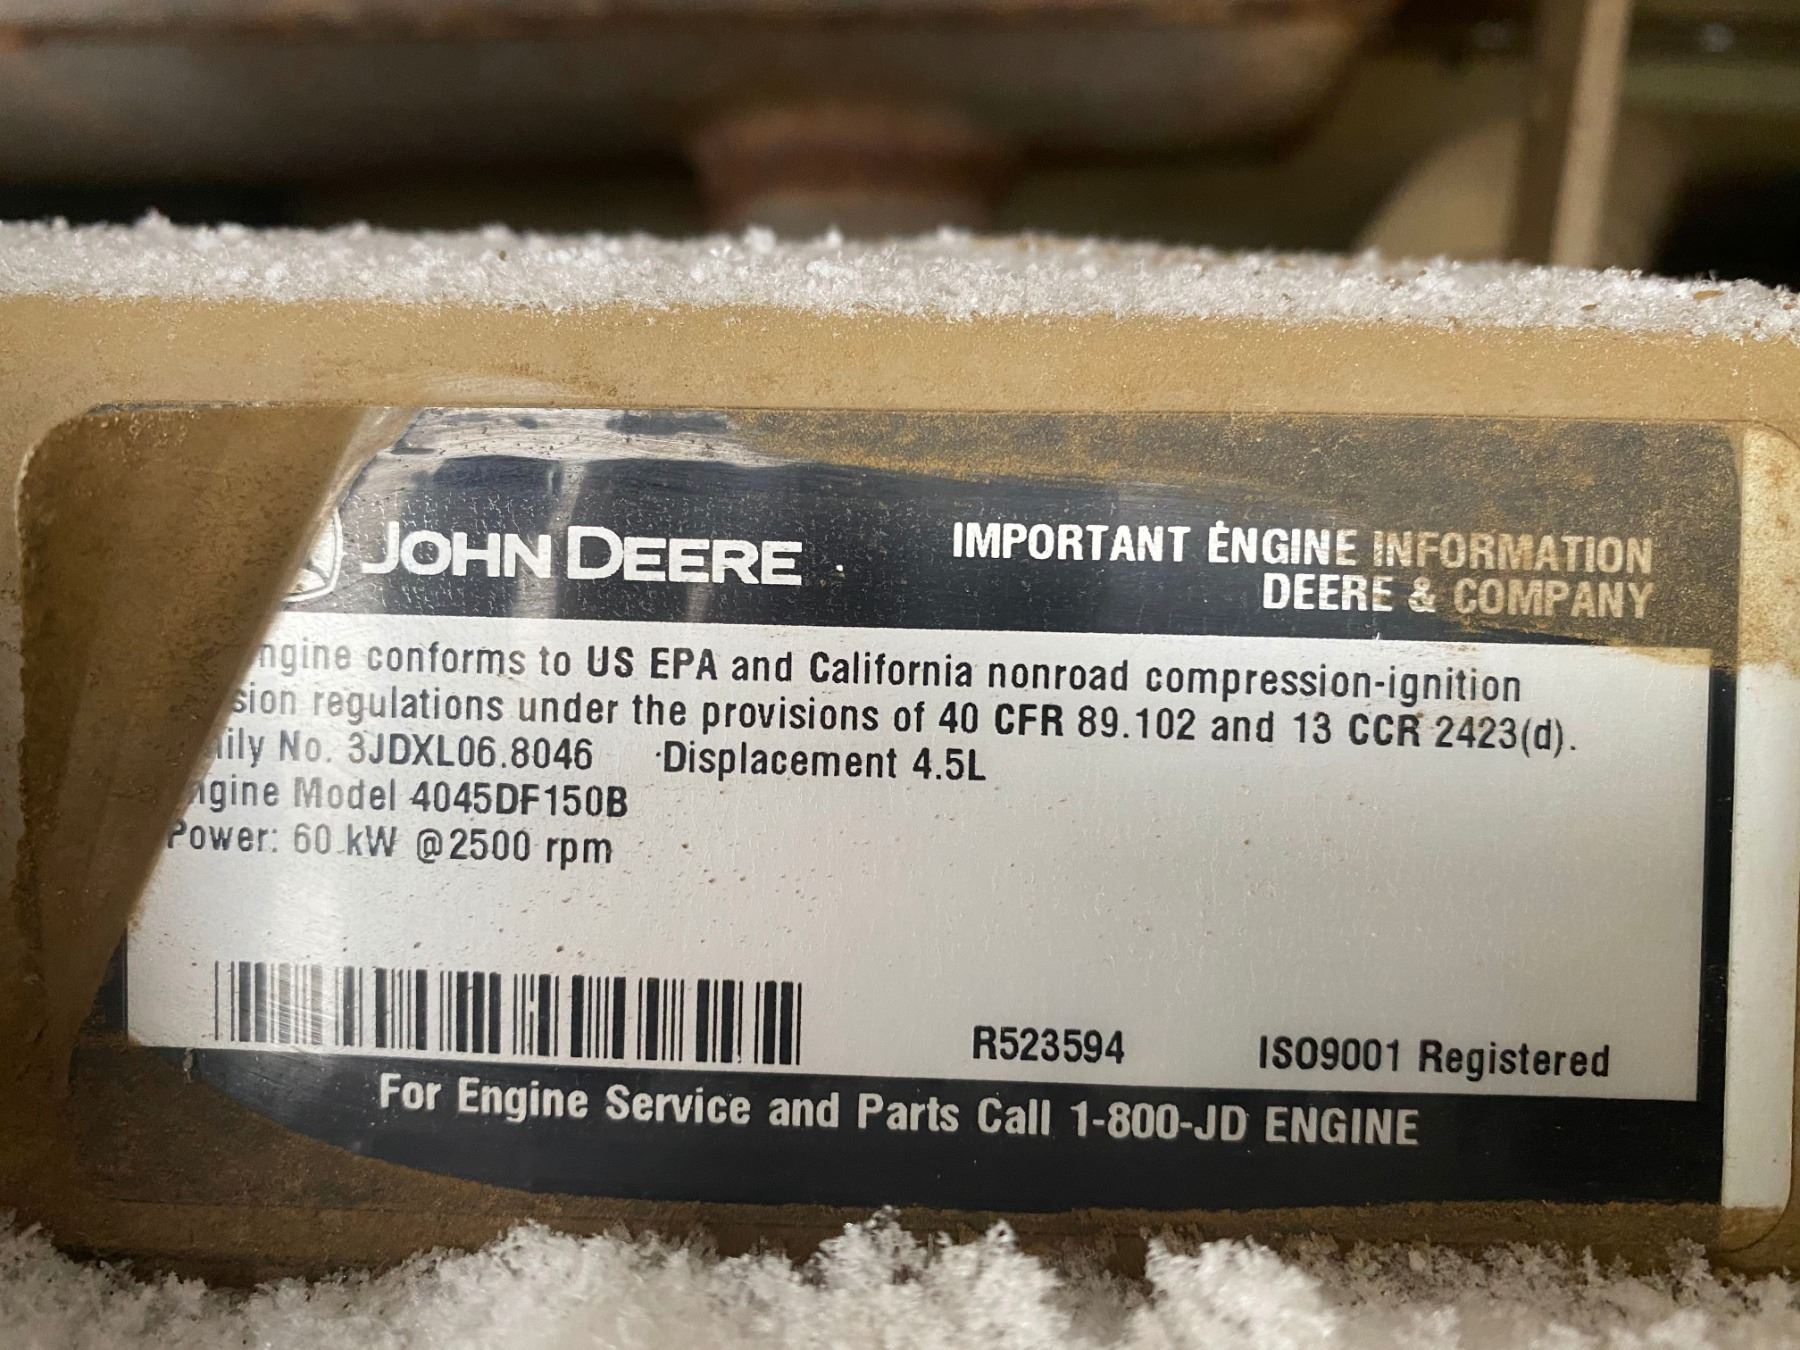 JOHN DEERE
IMPORTANT ENGINE INFORMATION
DEERE & COMPANY
ngine conforms to US EPA and California nonroad compression-ignition
sion regulations under the provisions of 40 CFR 89.102 and 13 CCR 2423(d).
ily No. 3JDXL06.8046 Displacement 4.5L
ngine Model 4045DF150B
Power: 60 kW @2500 rpm
R523594
ISO9001 Registered
For Engine Service and Parts Call 1-800-JD ENGINE